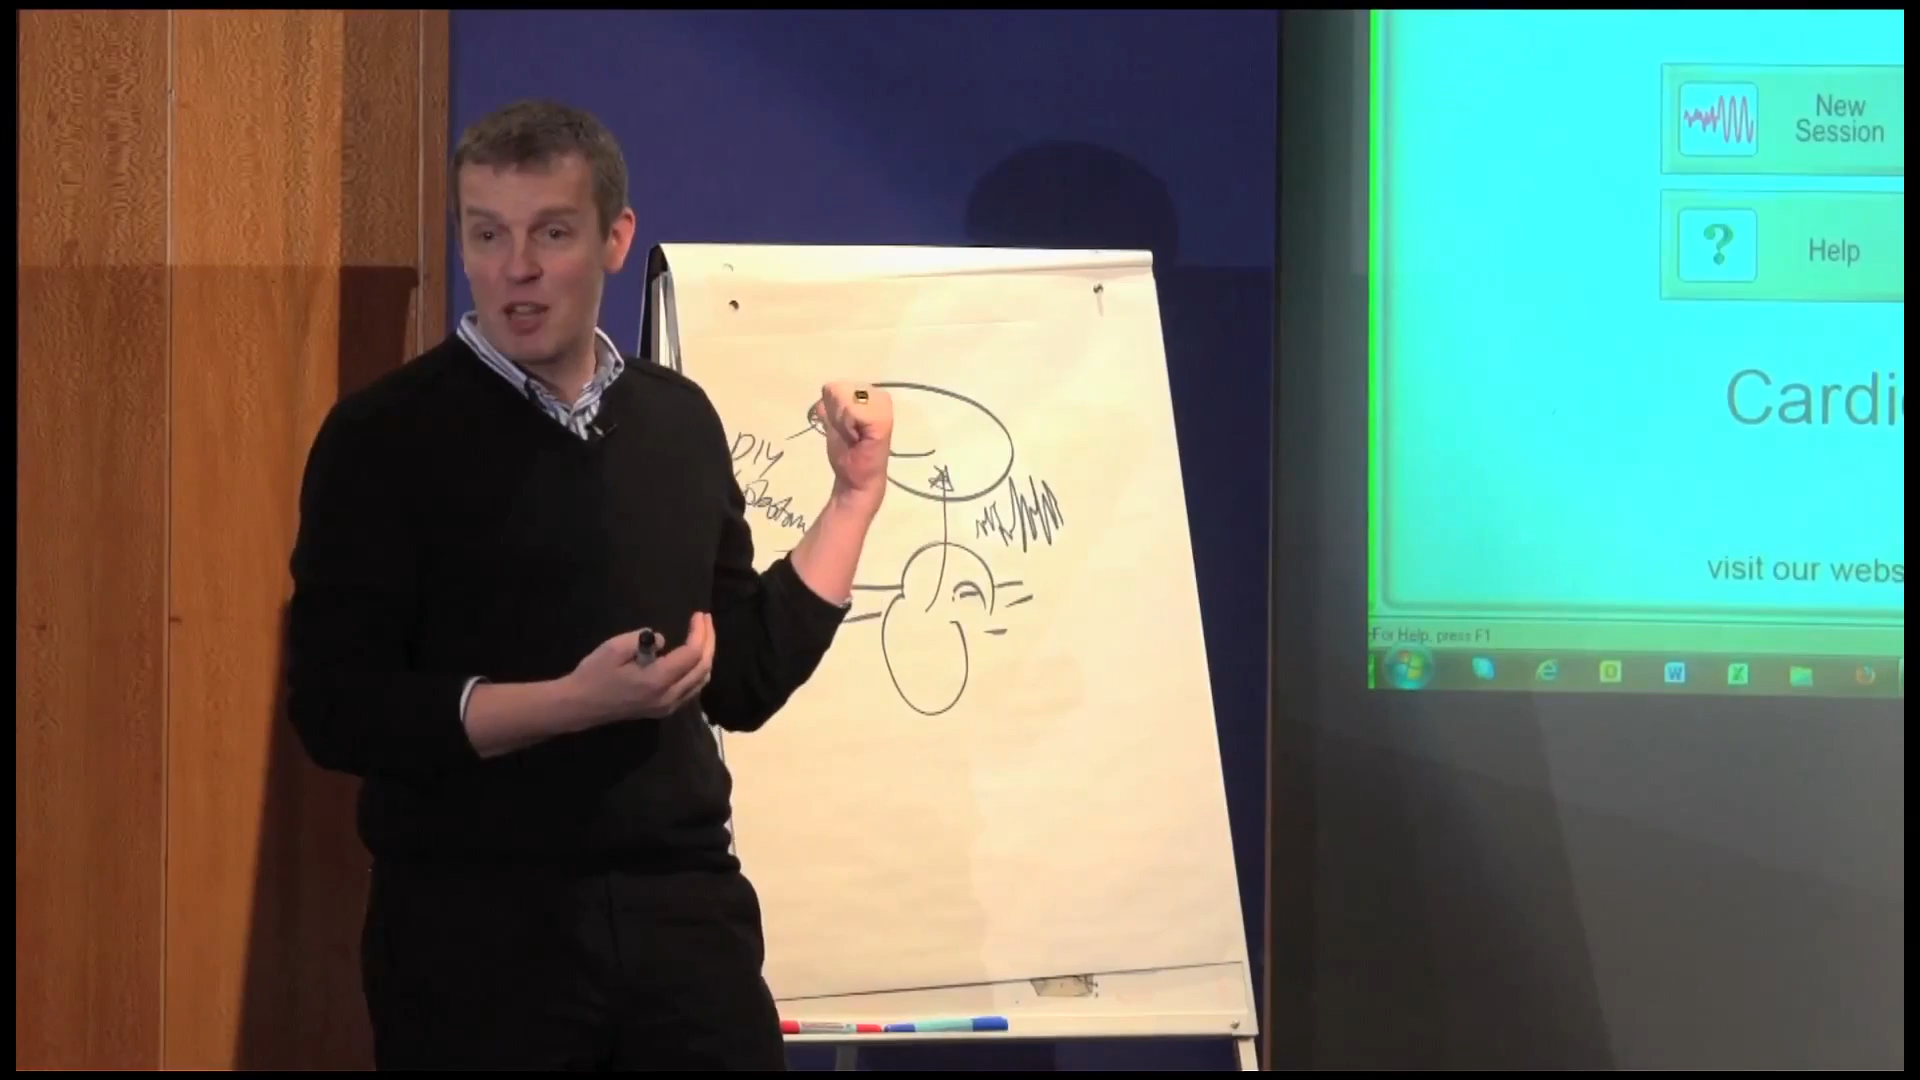 DIY
New
Session
Help
Cardi
visit our webs
For Help, press F1